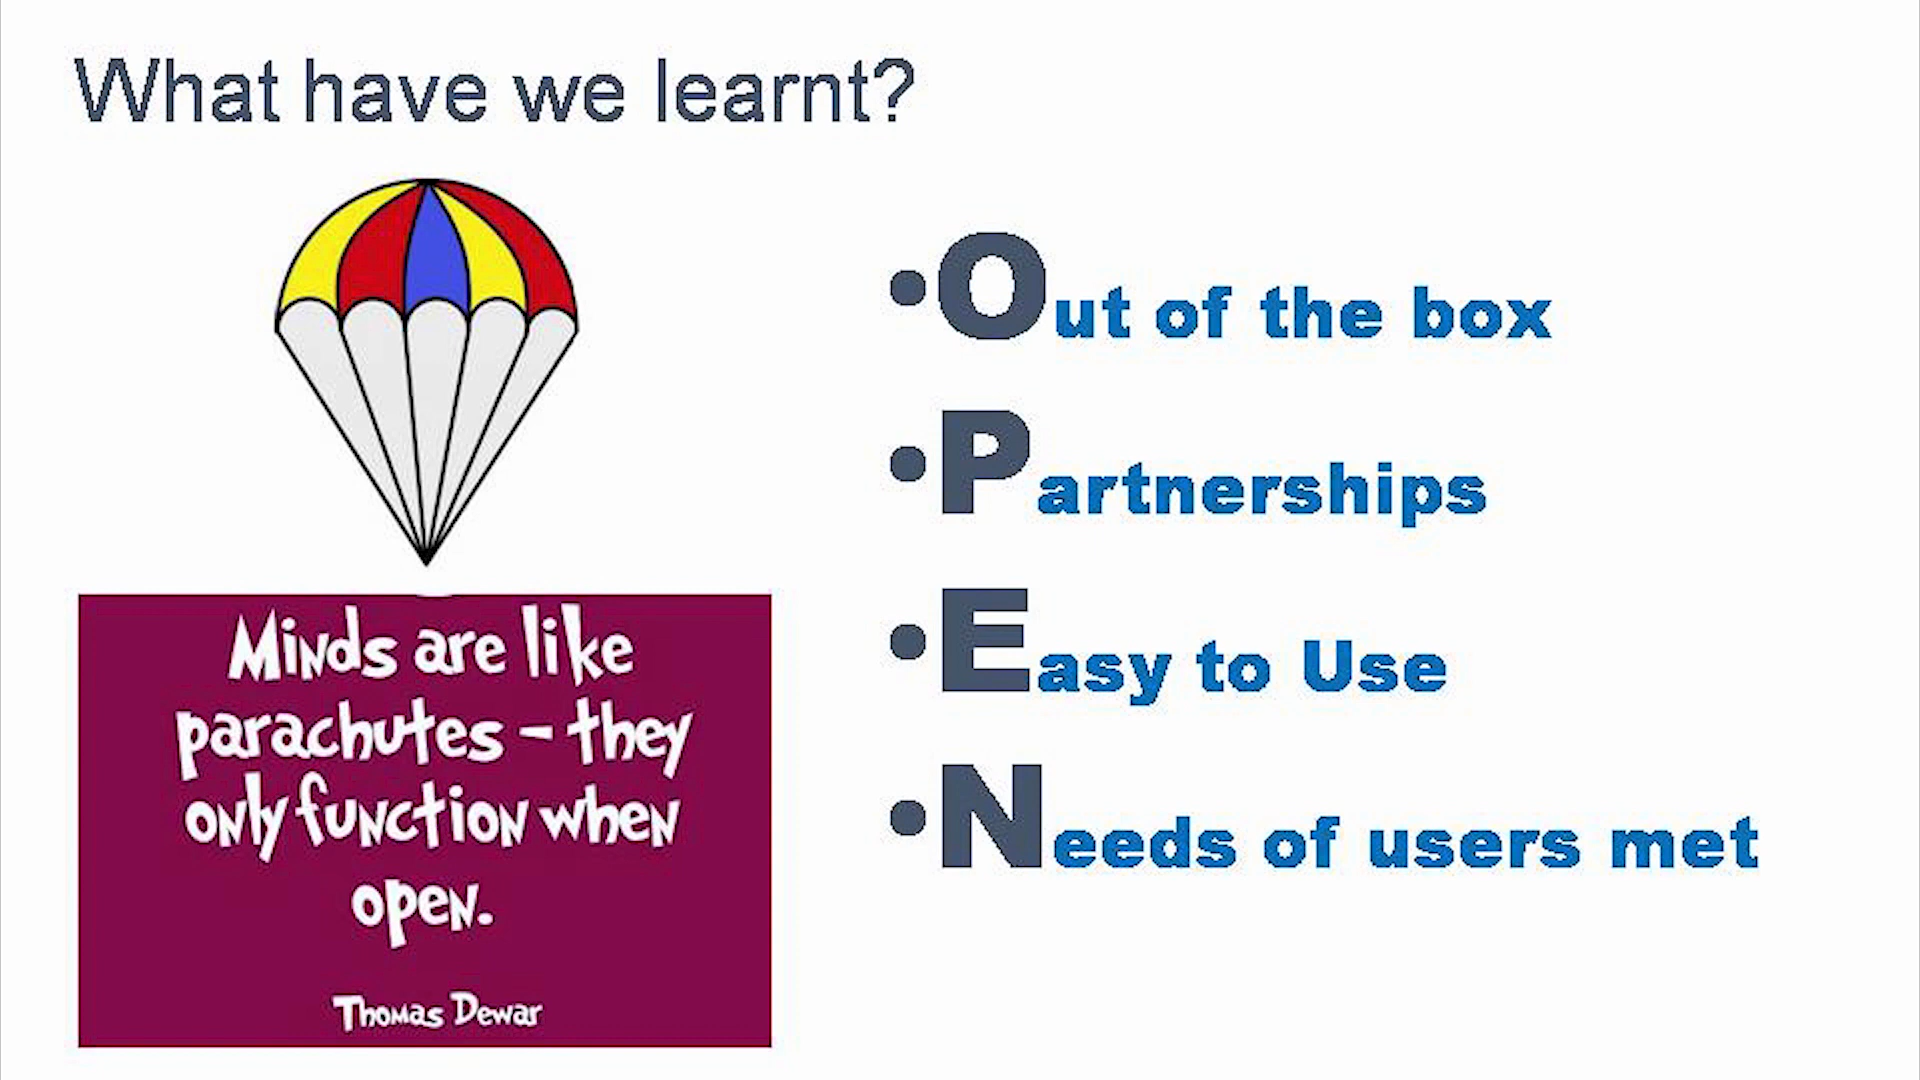 What have we learnt?
Minds are like
parachutes - they
only function when
open.
Thomas Dewar
•Out of the box
•Partnerships
•Easy to Use
•Needs of users met